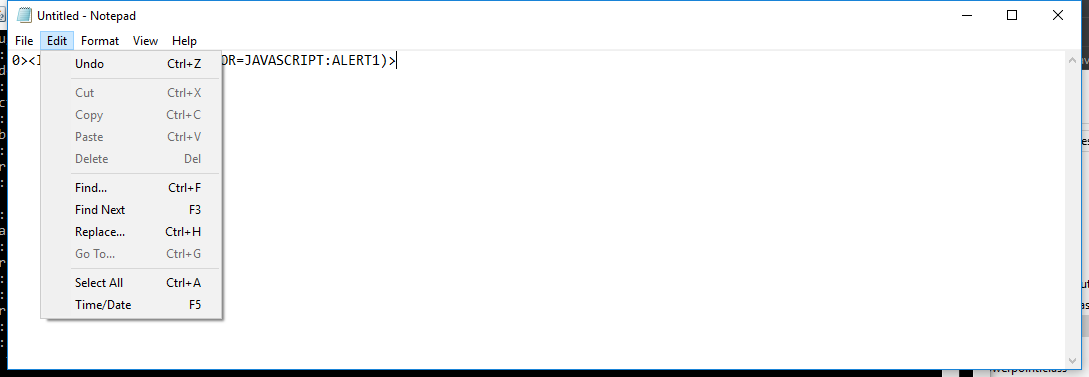 Untitled - Notepad
File Edit Format View Help
0><I OR=JAVASCRIPT:ALERT1)>
Undo Ctrl+Z
Cut Ctrl+X
Copy Ctrl+C
Paste Ctrl+V
Delete Del
Find... Ctrl+F
Find Next F3
Replace... Ctrl+H
Go To... Ctrl+G
Select All Ctrl+A
Time/Date F5